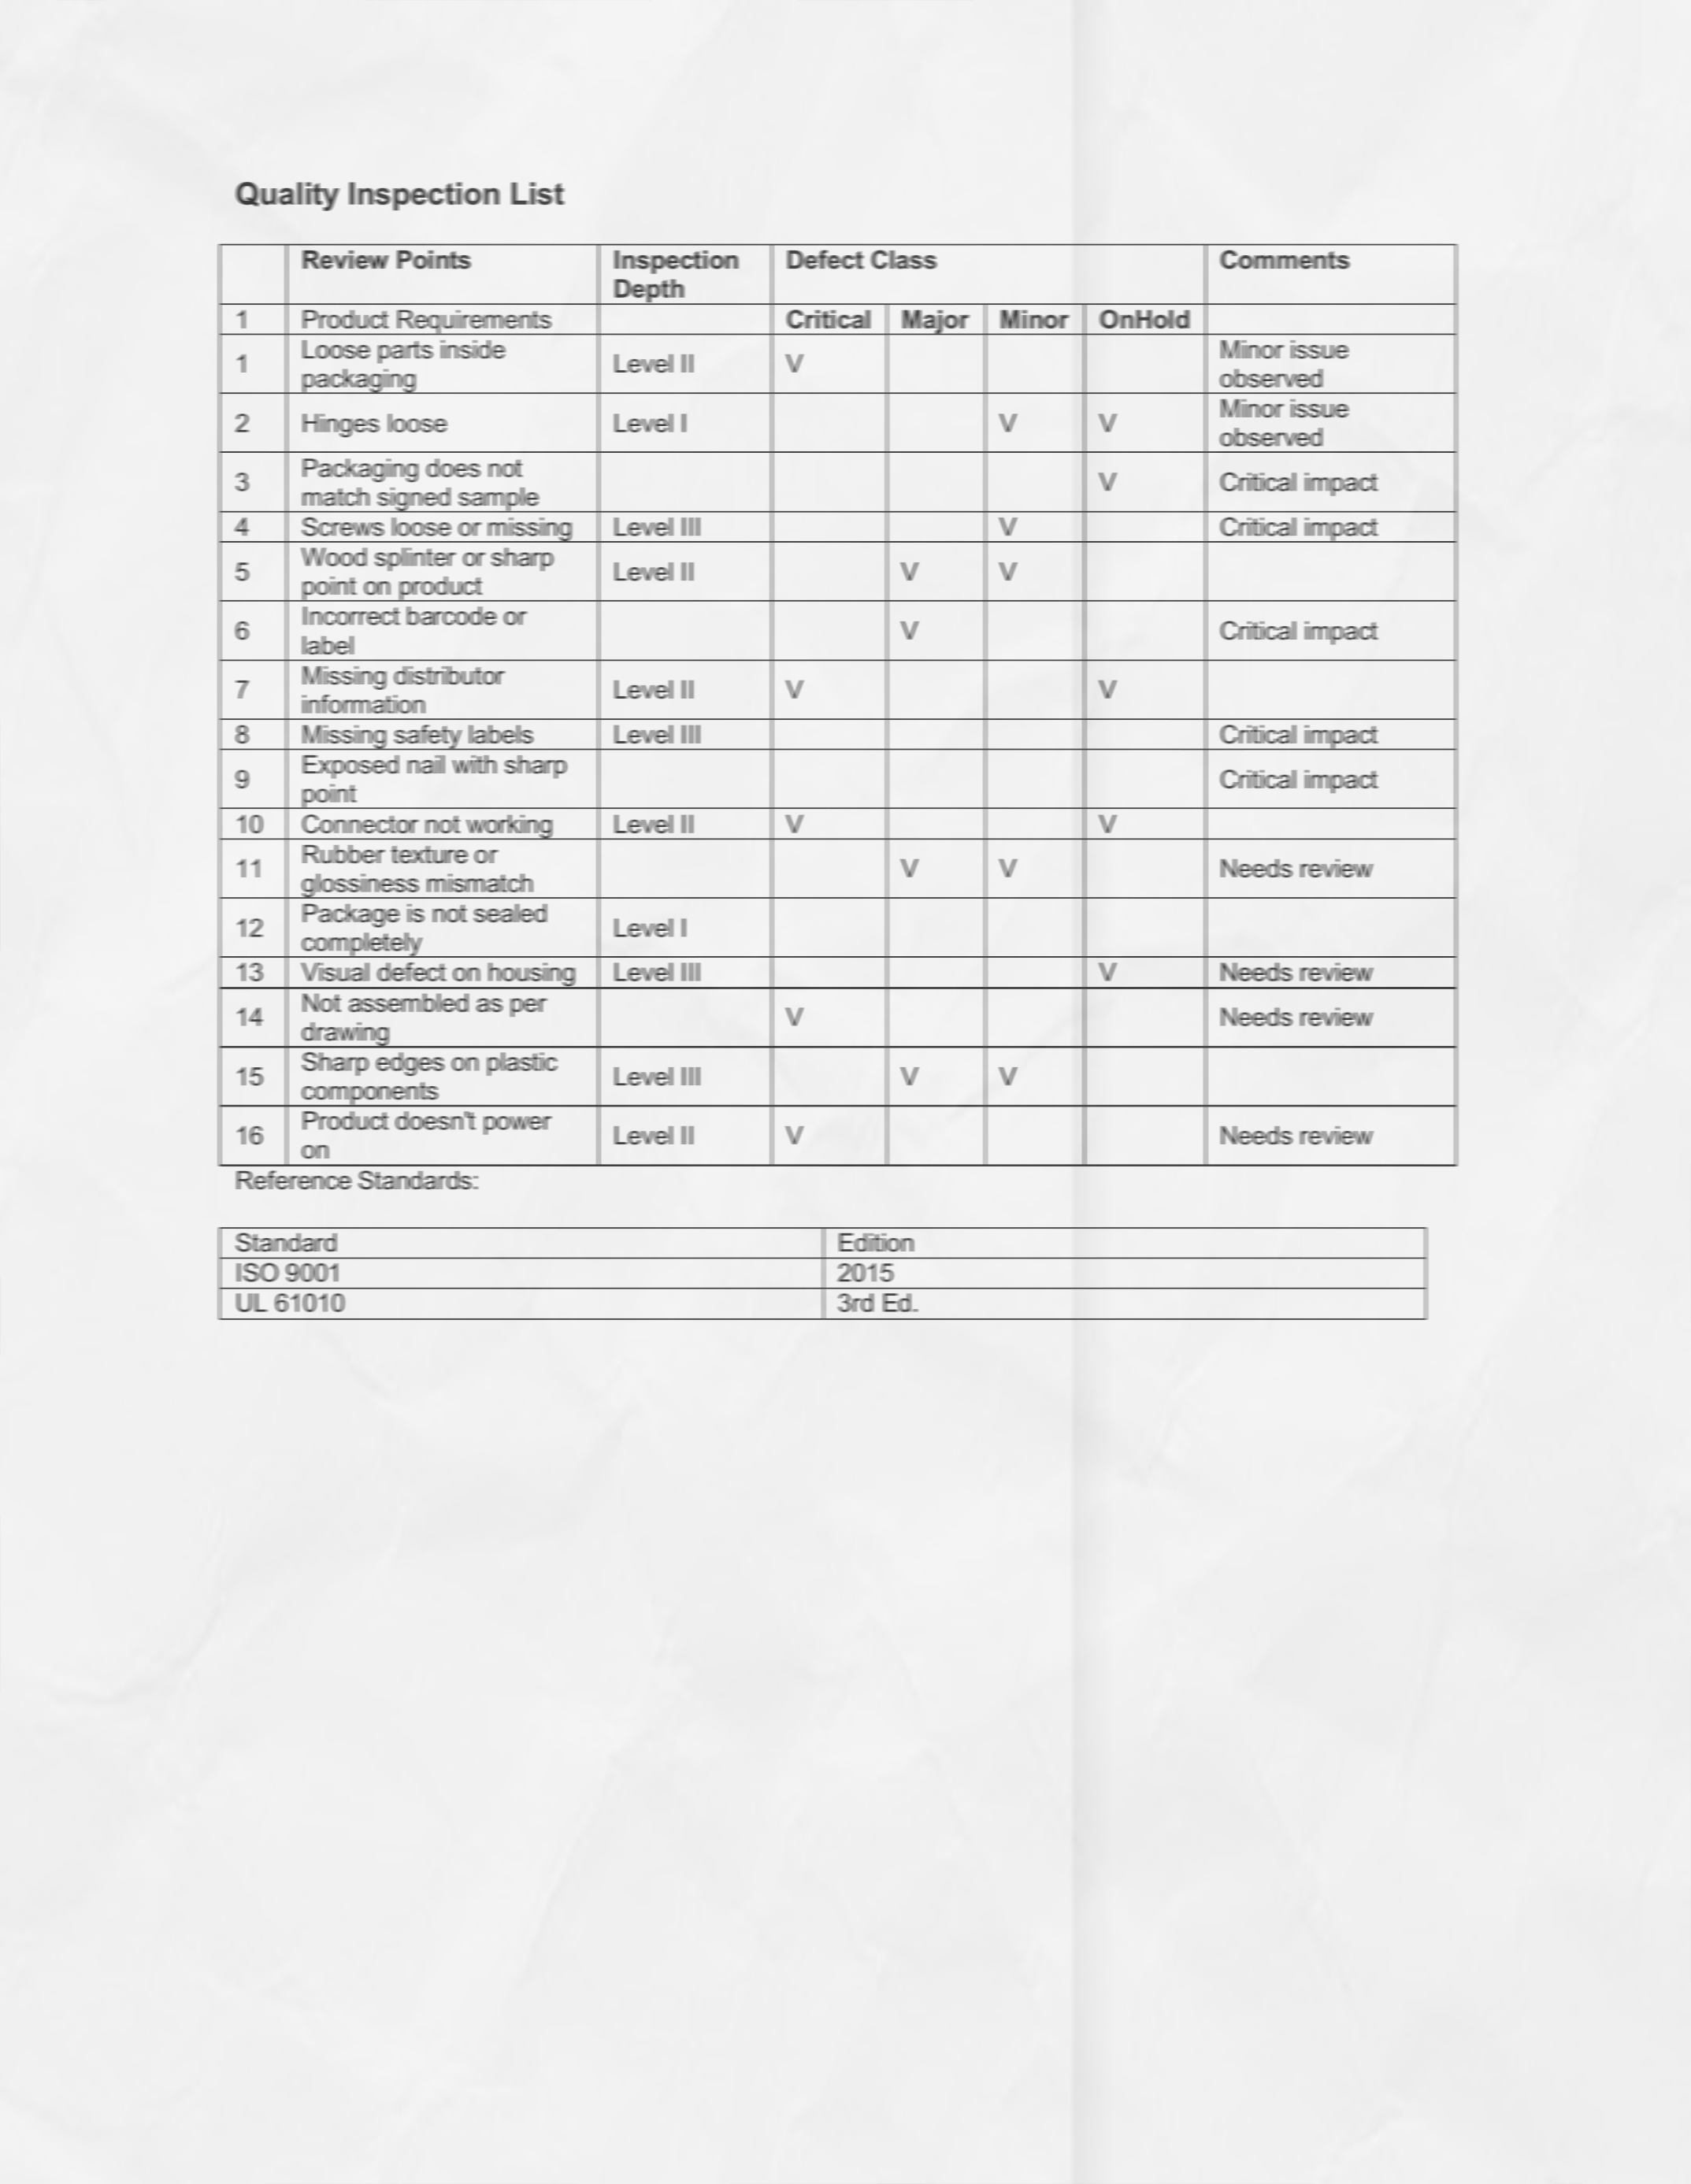 Quality Inspection List
Review Points Inspection Depth Defect Class Comments
1 Product Requirements Critical Major Minor OnHold
1 Loose parts inside packaging Level II V Minor issue observed
2 Hinges loose Level I V V Minor issue observed
3 Packaging does not match signed sample V Critical impact
4 Screws loose or missing Level III V Critical impact
5 Wood splinter or sharp point on product Level II V V
6 Incorrect barcode or label V Critical impact
7 Missing distributor information Level II V V
8 Missing safety labels Level III Critical impact
9 Exposed nail with sharp point Critical impact
10 Connector not working Level II V V
11 Rubber texture or glossiness mismatch V V Needs review
12 Package is not sealed completely Level I
13 Visual defect on housing Level III V Needs review
14 Not assembled as per drawing V Needs review
15 Sharp edges on plastic components Level III V V
16 Product doesn't power on Level II V Needs review
Reference Standards:
Standard Edition
ISO 9001 2015
UL 61010 3rd Ed.